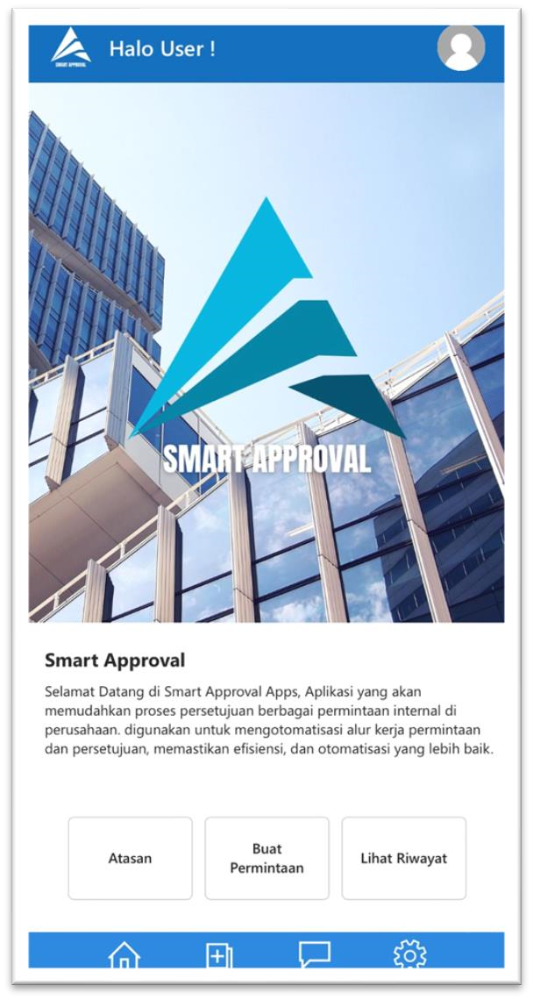 SMART APPROVAL
Halo User !
SMART APPROVAL
Smart Approval
Selamat Datang di Smart Approval Apps, Aplikasi yang akan
memudahkan proses persetujuan berbagai permintaan internal di
perusahaan. digunakan untuk mengotomatisasi alur kerja permintaan
dan persetujuan, memastikan efisiensi, dan otomatisasi yang lebih baik.
Atasan
Buat
Permintaan
Lihat Riwayat